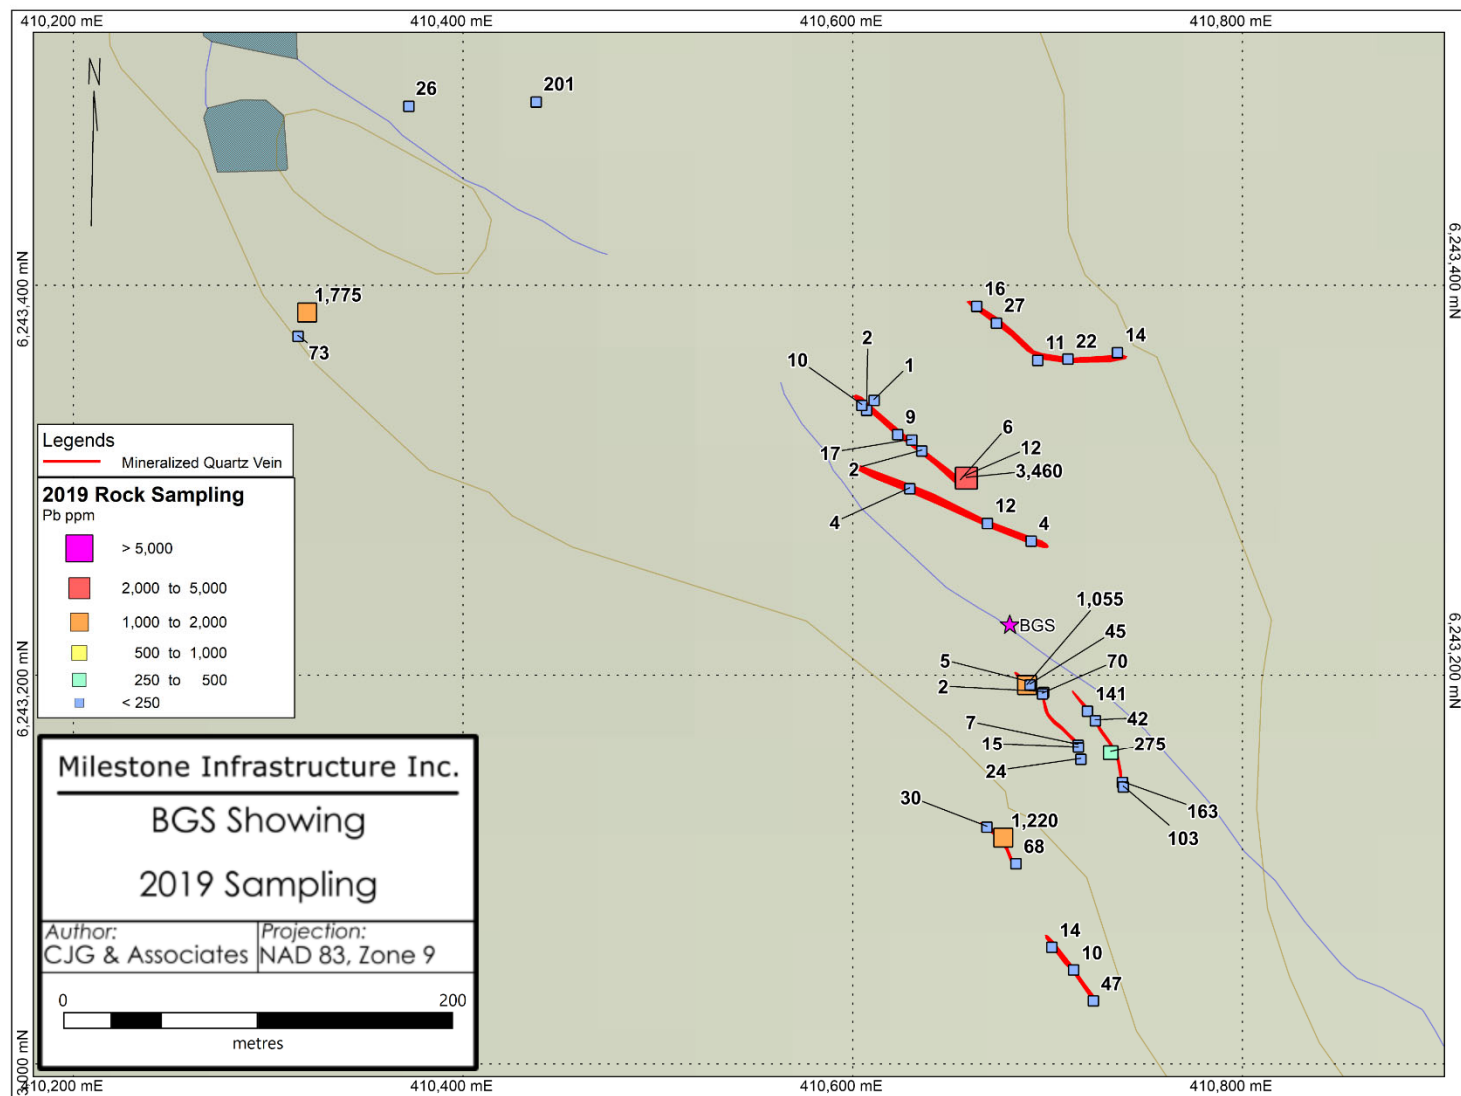 410,200 mE
410,400 mE
410,600 mE
410,800 mE
N
26
201
6,243,400 mN
6,243,400 mN
1,775
73
16
27
11
22
14
2
10
1
9
17
2
6
12
3,460
4
12
4
Legends
Mineralized Quartz Vein
2019 Rock Sampling
Pb ppm
> 5,000
2,000 to 5,000
1,000 to 2,000
500 to 1,000
250 to 500
< 250
BGS
1,055
45
5
70
2
141
42
7
275
15
24
163
103
6,243,200 mN
6,243,200 mN
30
1,220
68
14
10
47
Milestone Infrastructure Inc.
BGS Showing
2019 Sampling
Author:
CJG & Associates
Projection:
NAD 83, Zone 9
0
200
metres
3,000 mN
410,200 mE
410,400 mE
410,600 mE
410,800 mE